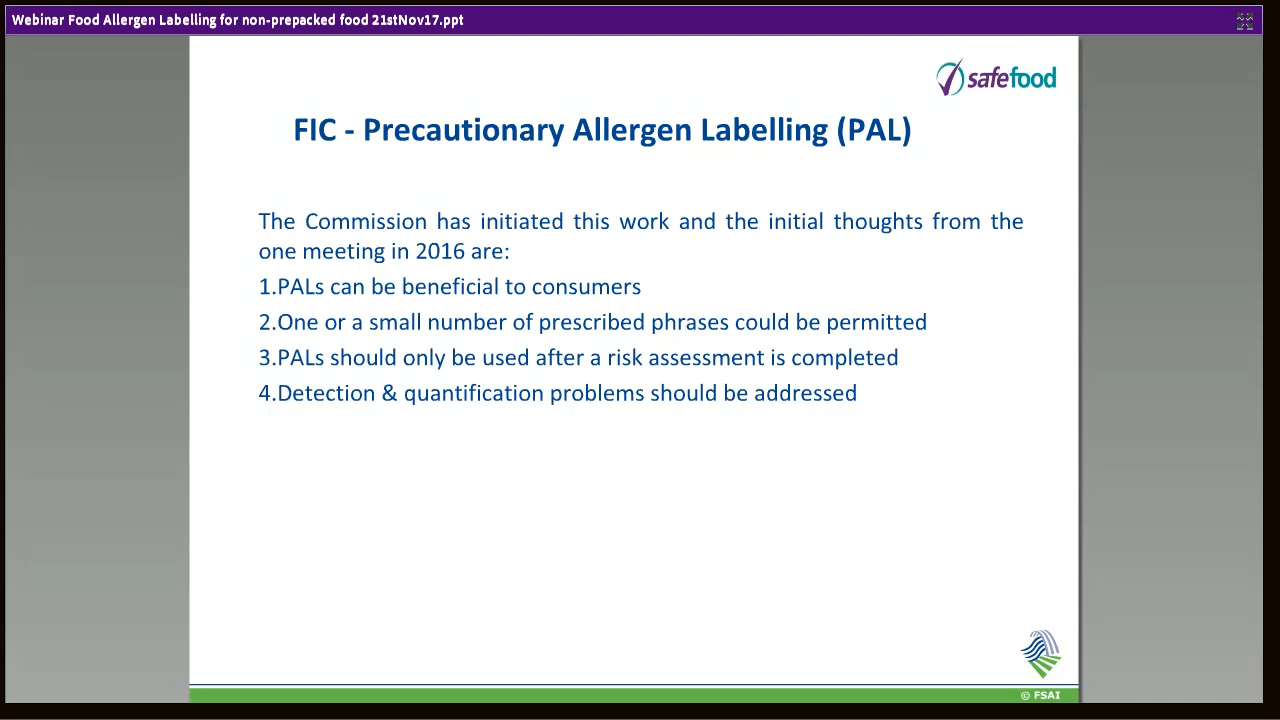 Webinar Food Allergen Labelling for non-prepacked food 21stNov17.ppt
safefood
FIC - Precautionary Allergen Labelling (PAL)
The Commission has initiated this work and the initial thoughts from the
one meeting in 2016 are:
1.PALs can be beneficial to consumers
2.One or a small number of prescribed phrases could be permitted
3.PALs should only be used after a risk assessment is completed
4.Detection & quantification problems should be addressed
© FSAI